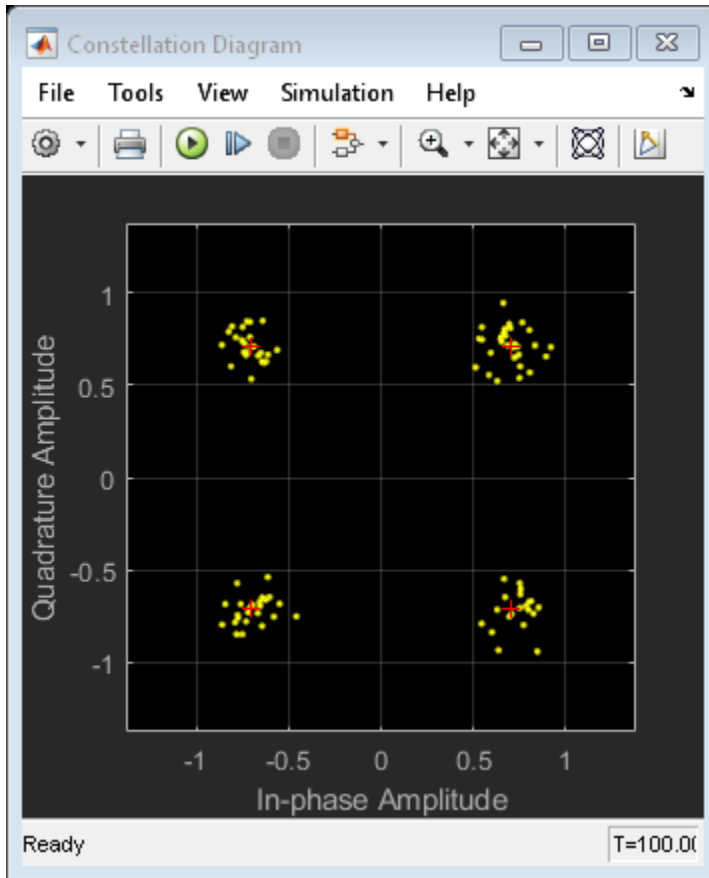 Constellation Diagram
File Tools View Simulation Help
Quadrature Amplitude
1
0.5
0
-0.5
-1
-1 -0.5 0 0.5 1
In-phase Amplitude
Ready T=100.00